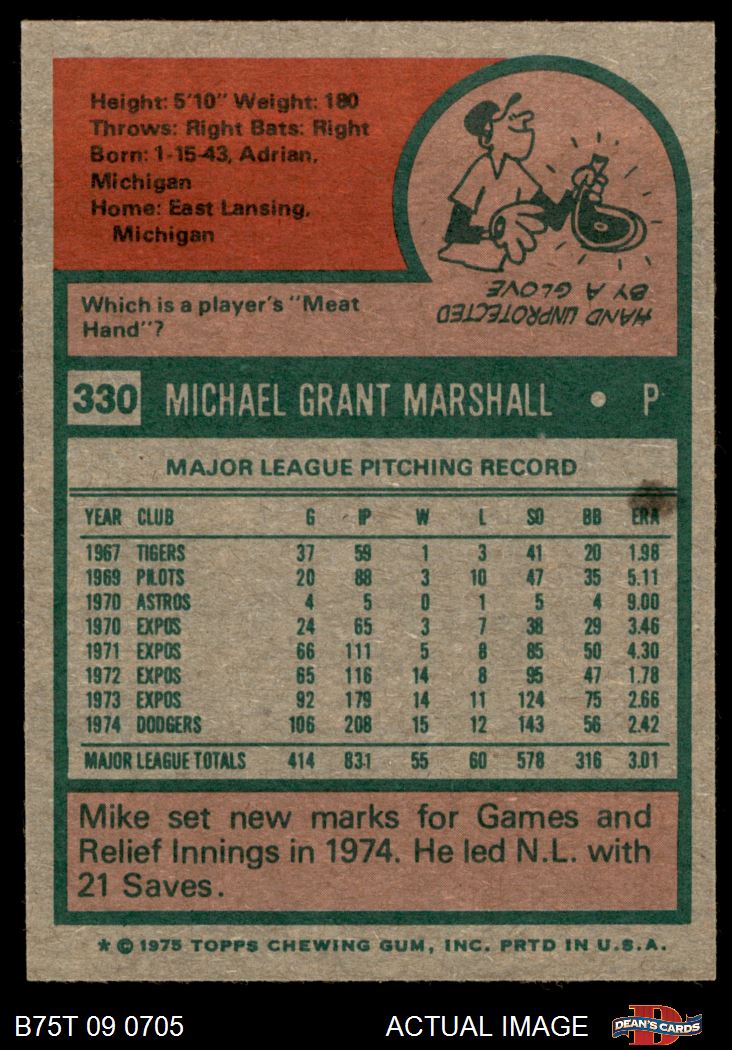 Height: 5'10" Weight: 180
Throws: Right Bats: Right
Born: 1-15-43, Adrian,
Michigan
Home: East Lansing,
Michigan
Which is a player's "Meat
Hand"?
HAND UNPROTECTED
BY A GLOVE
330 MICHAEL GRANT MARSHALL • P
MAJOR LEAGUE PITCHING RECORD
YEAR CLUB G IP W L SO BB ERA
1967 TIGERS 37 59 1 3 41 20 1.98
1969 PILOTS 20 88 3 10 47 35 5.11
1970 ASTROS 4 5 0 1 5 4 9.00
1970 EXPOS 24 65 3 7 38 29 3.46
1971 EXPOS 66 111 5 8 85 50 4.30
1972 EXPOS 65 116 14 8 95 47 1.78
1973 EXPOS 92 179 14 11 124 75 2.66
1974 DODGERS 106 208 15 12 143 56 2.42
MAJOR LEAGUE TOTALS 414 831 55 60 578 316 3.01
Mike set new marks for Games and
Relief Innings in 1974. He led N.L. with
21 Saves.
* © 1975 TOPPS CHEWING GUM, INC. PRTD IN U.S.A.
B75T 09 0705 ACTUAL IMAGE D DEAN'S CARDS